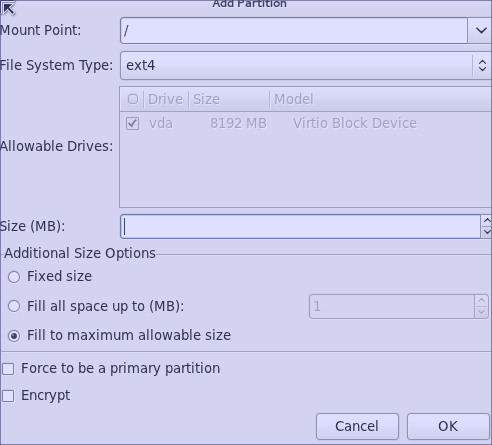 Add Partition
Mount Point: /
File System Type: ext4
Drive Size Model
vda 8192 MB Virtio Block Device
Allowable Drives:
Size (MB):
Additional Size Options
Fixed size
Fill all space up to (MB): 1
Fill to maximum allowable size
Force to be a primary partition
Encrypt
Cancel OK